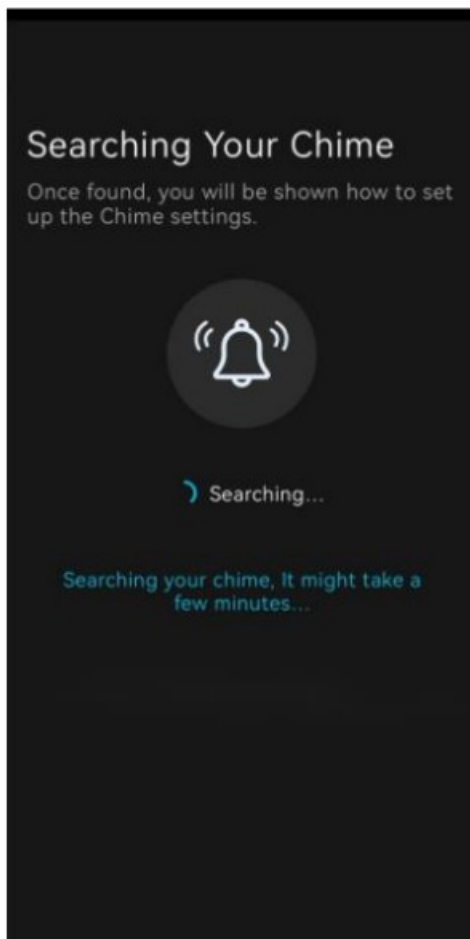 Searching Your Chime
Once found, you will be shown how to set
up the Chime settings.
Searching...
Searching your chime, It might take a
few minutes...